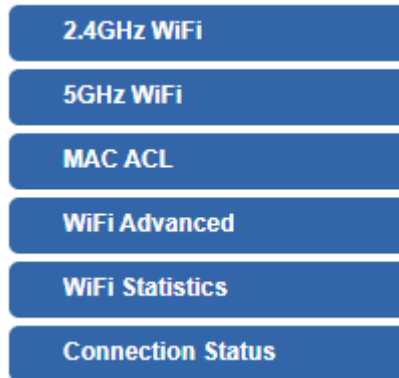 2.4GHz WiFi
5GHz WiFi
MAC ACL
WiFi Advanced
WiFi Statistics
Connection Status